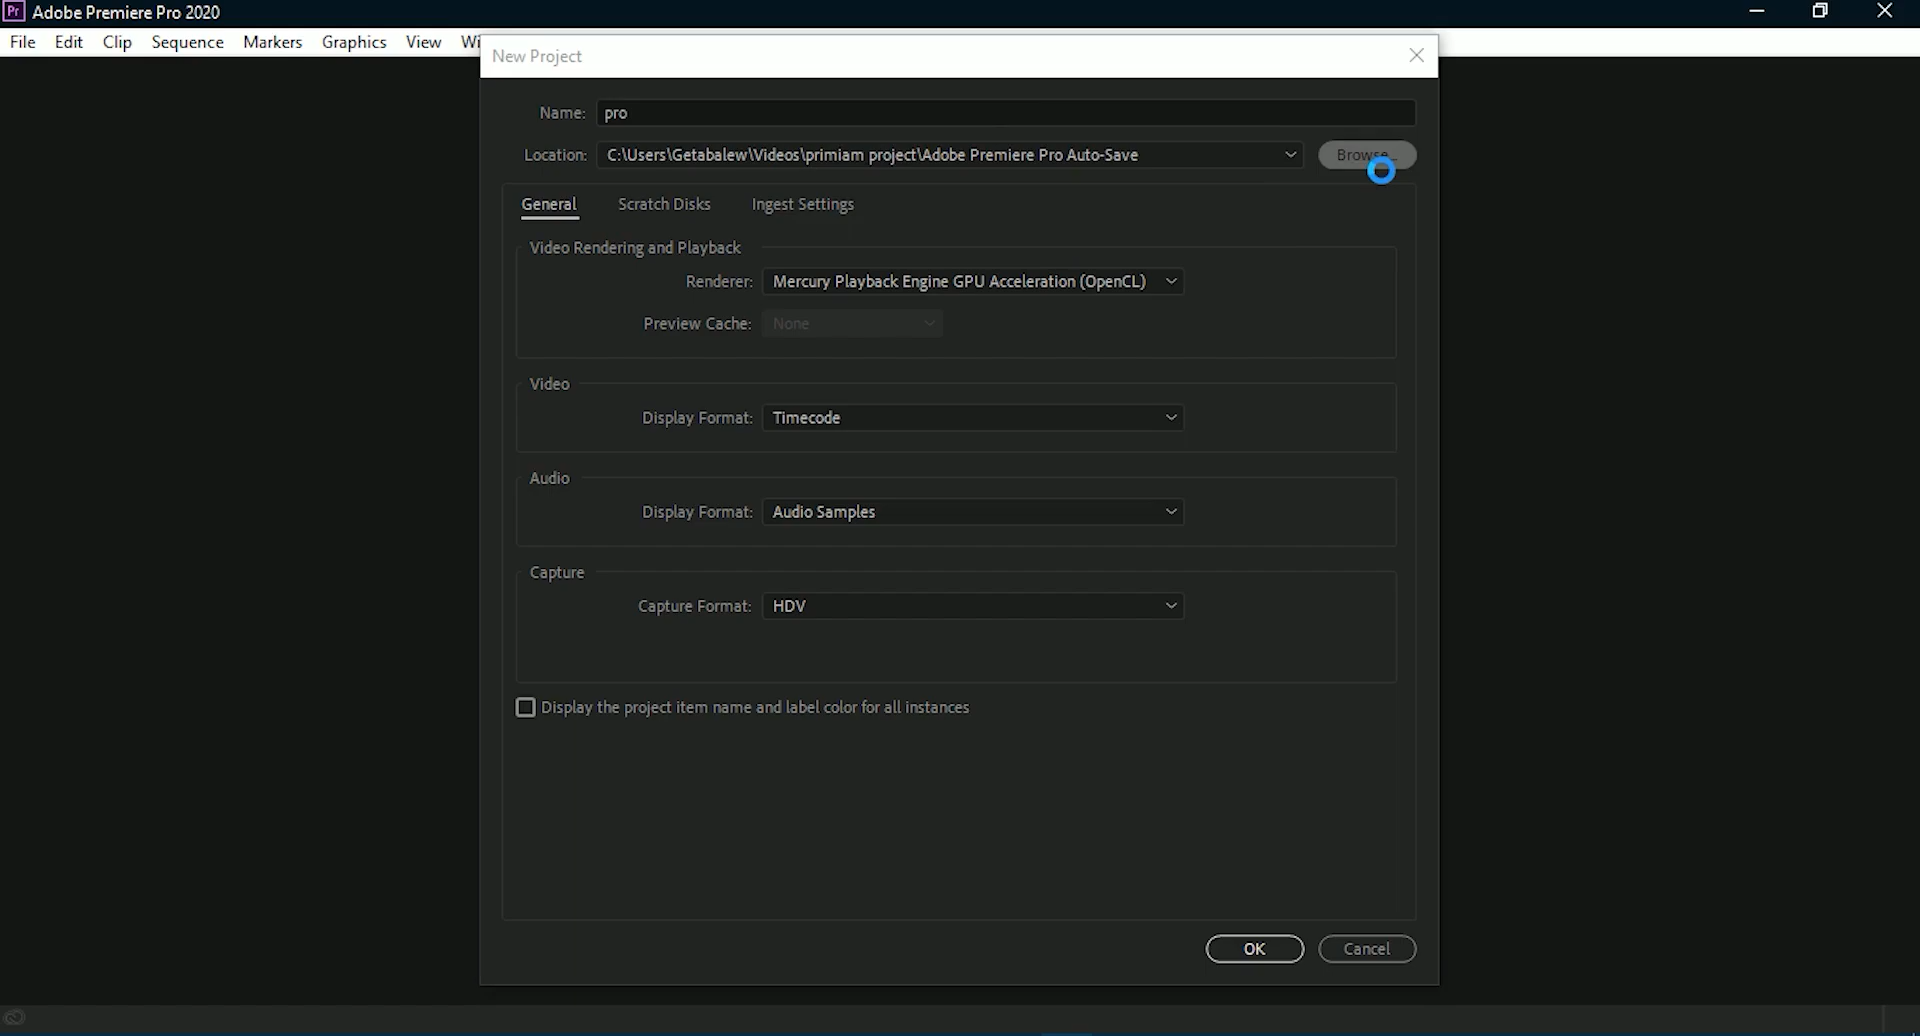 Pr Adobe Premiere Pro 2020
File Edit Clip Sequence Markers Graphics View
New Project
Name: pro
Location: C:\Users\Getabalew\Videos\primiam project\Adobe Premiere Pro Auto-Save Browse...
General Scratch Disks Ingest Settings
Video Rendering and Playback
Renderer: Mercury Playback Engine GPU Acceleration (OpenCL)
Preview Cache: None
Video
Display Format: Timecode
Audio
Display Format: Audio Samples
Capture
Capture Format: HDV
Display the project item name and label color for all instances
OK Cancel